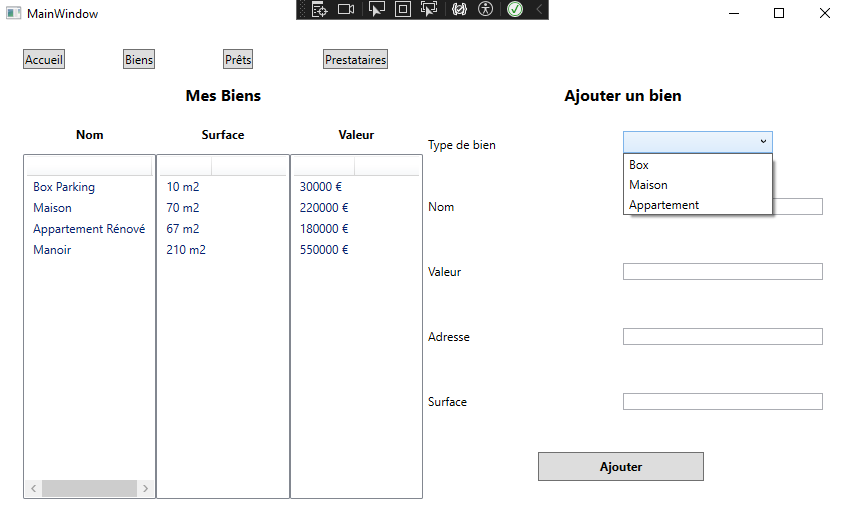 MainWindow
Accueil
Biens
Prêts
Prestataires
Mes Biens
Ajouter un bien
Nom
Surface
Valeur
Box Parking
10 m2
30000 €
Maison
70 m2
220000 €
Appartement Rénové
67 m2
180000 €
Manoir
210 m2
550000 €
Type de bien
Box
Maison
Appartement
Nom
Valeur
Adresse
Surface
Ajouter